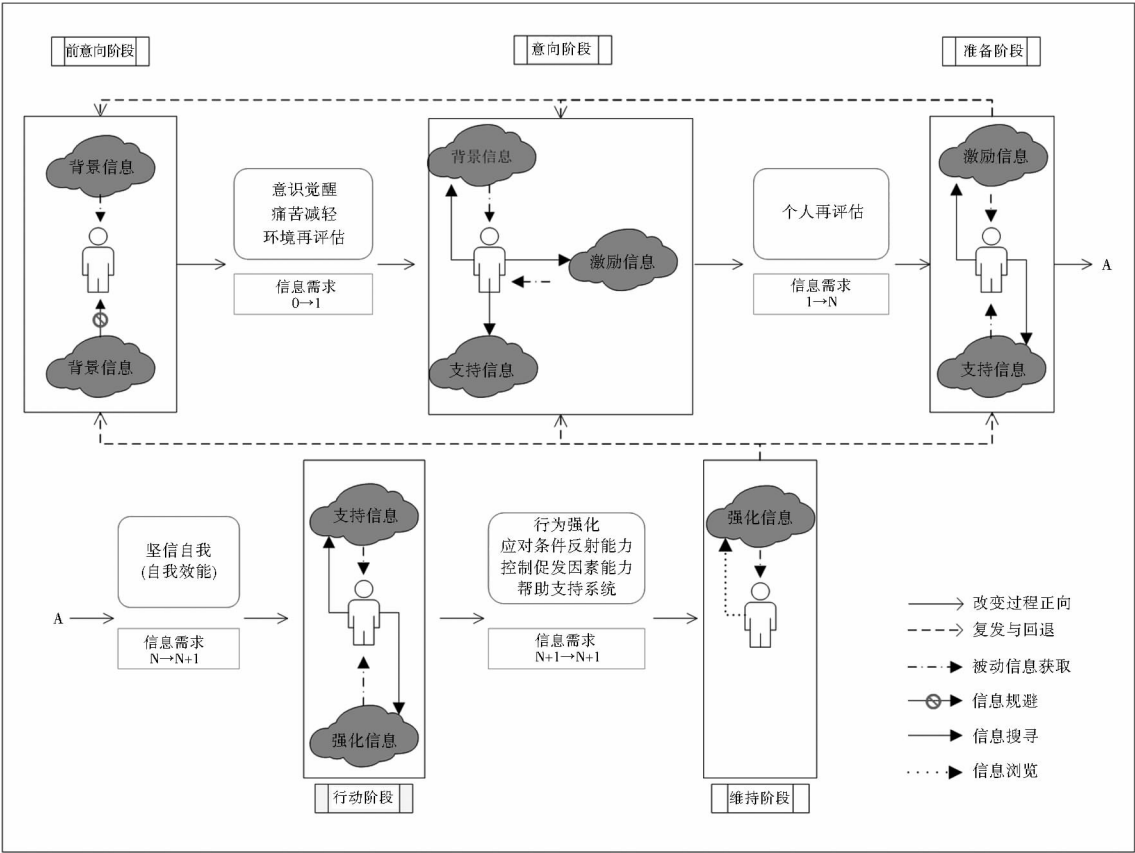 前意向阶段
意向阶段
准备阶段
背景信息
背景信息
意识觉醒
痛苦减轻
环境再评估
信息需求
0→1
背景信息
激励信息
支持信息
个人再评估
信息需求
1→N
激励信息
支持信息
A
A
坚信自我
(自我效能)
信息需求
N→N+1
支持信息
强化信息
行动阶段
行为强化
应对条件反射能力
控制促发因素能力
帮助支持系统
信息需求
N+1→N+1
强化信息
维持阶段
改变过程正向
复发与回退
被动信息获取
信息规避
信息搜寻
信息浏览